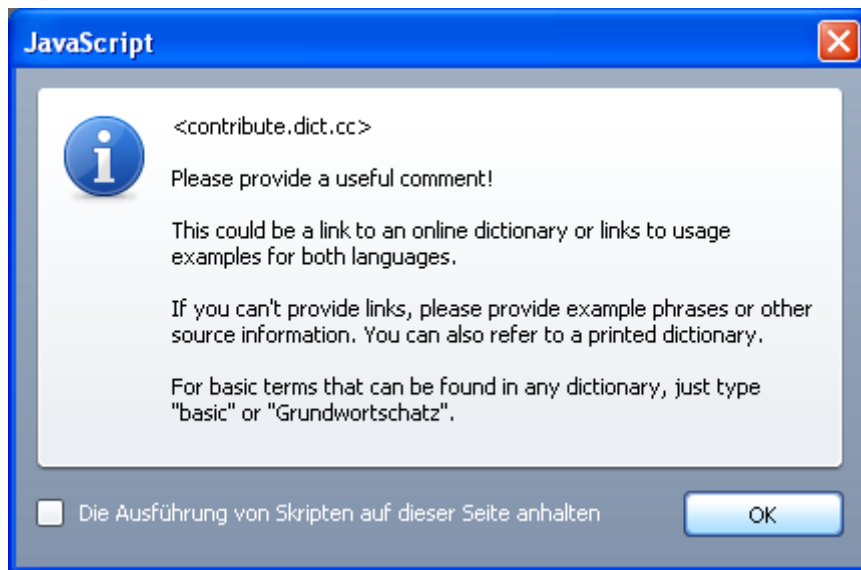 JavaScript
<contribute.dict.cc>
Please provide a useful comment!
This could be a link to an online dictionary or links to usage
examples for both languages.
If you can't provide links, please provide example phrases or other
source information. You can also refer to a printed dictionary.
For basic terms that can be found in any dictionary, just type
"basic" or "Grundwortschatz".
Die Ausführung von Skripten auf dieser Seite anhalten
OK